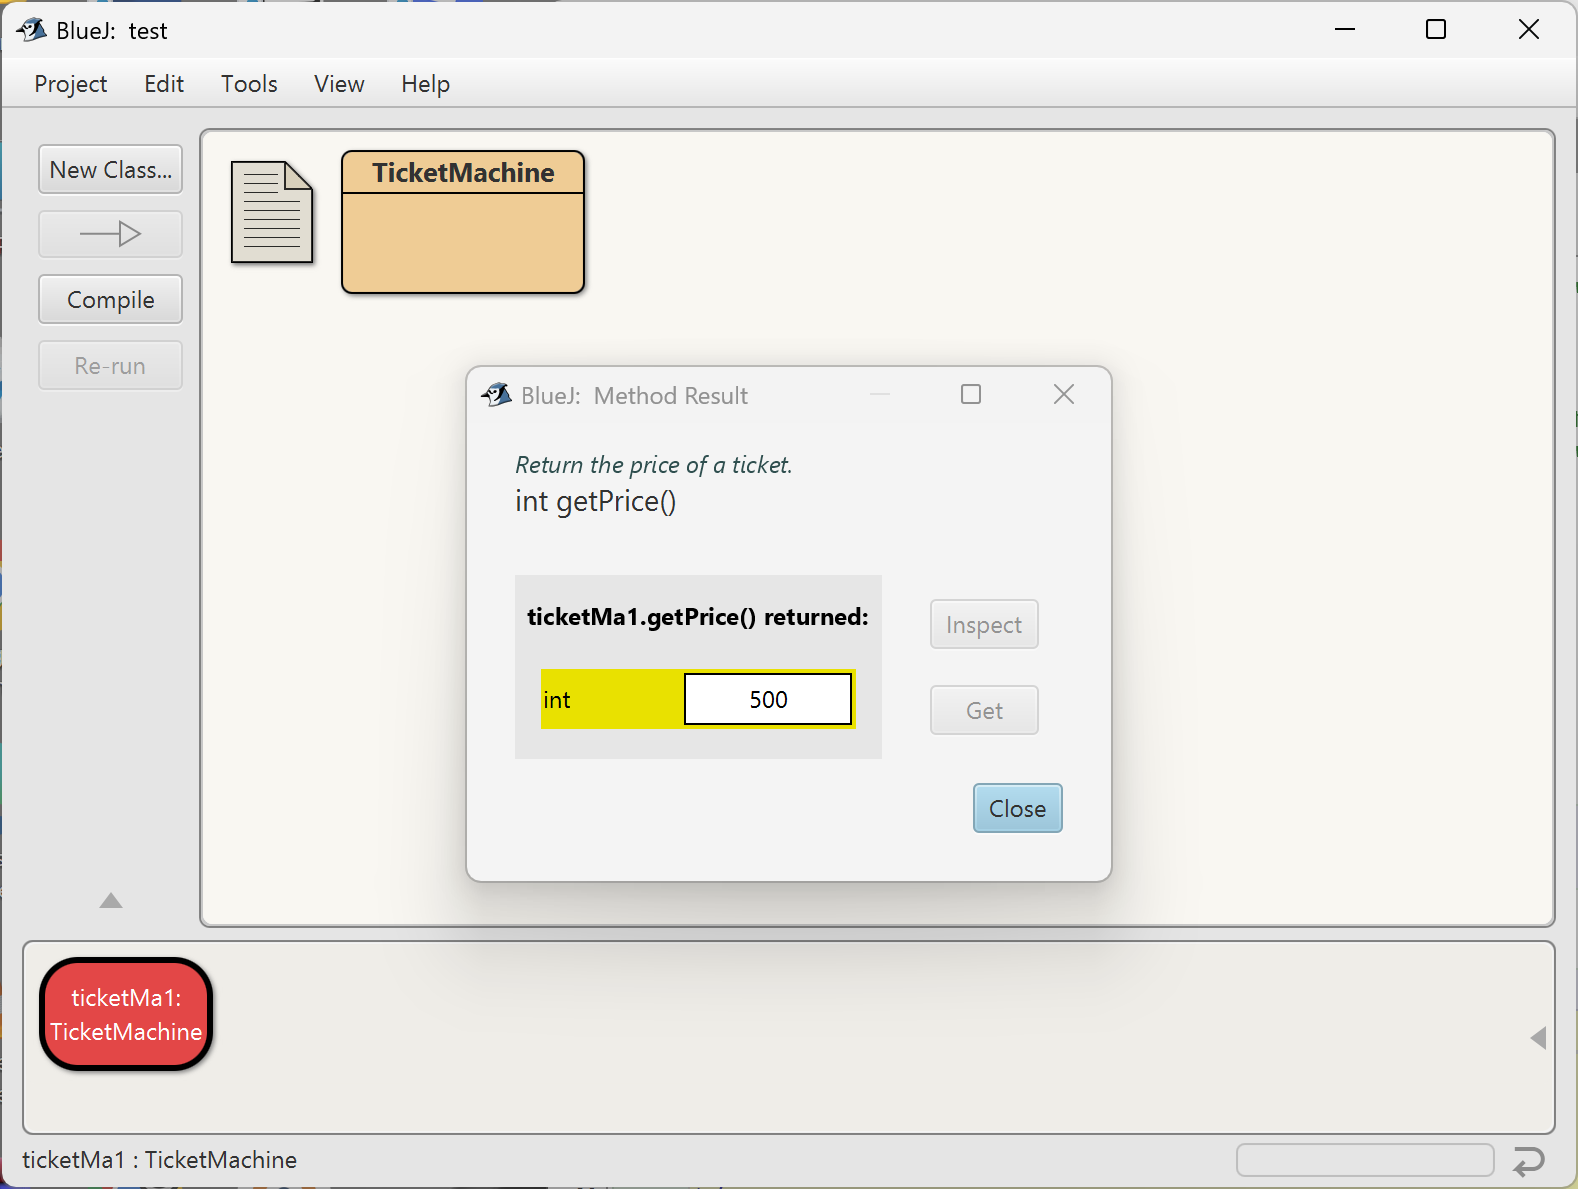 BlueJ: test
Project Edit Tools View Help
New Class...
Compile
Re-run
TicketMachine
BlueJ: Method Result
Return the price of a ticket.
int getPrice()
ticketMa1.getPrice() returned:
int 500
Inspect
Get
Close
ticketMa1:
TicketMachine
ticketMa1 : TicketMachine